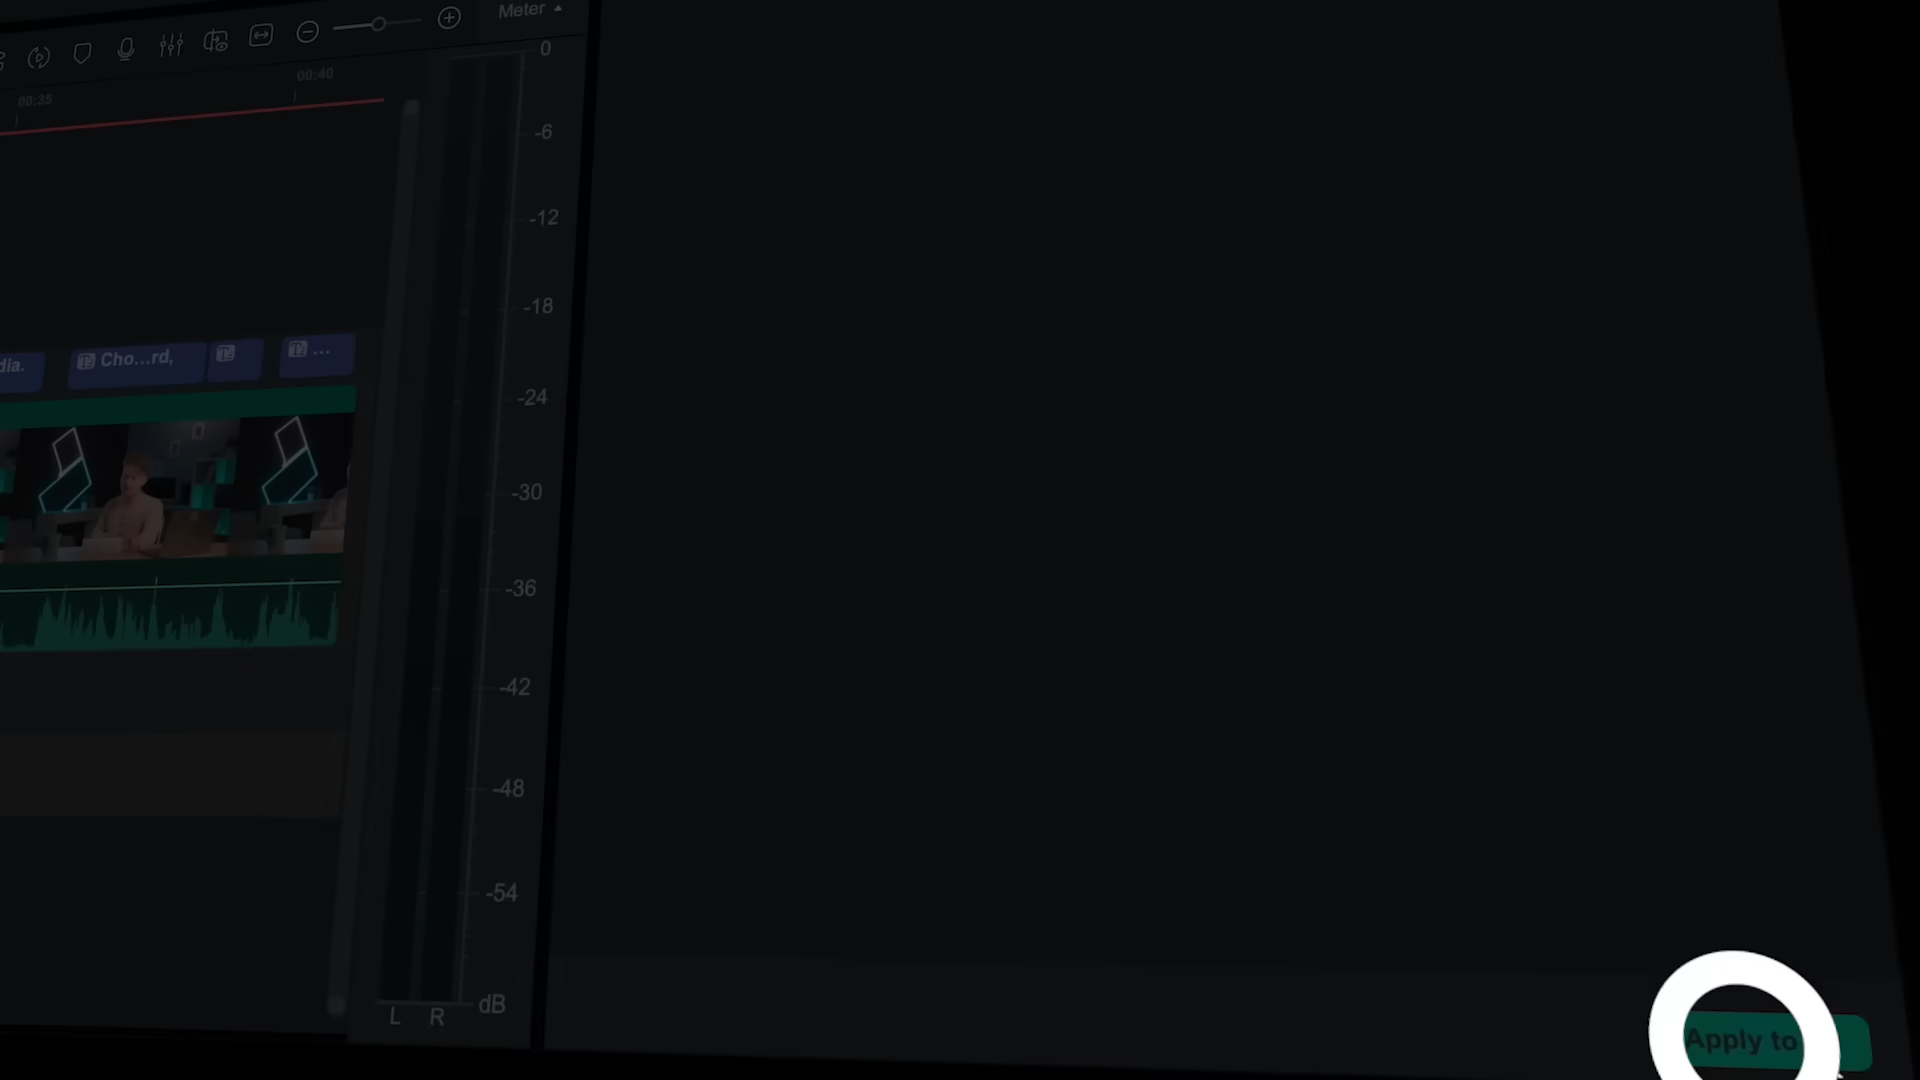 Meter
0
00:40
00:35
-6
-12
-18
dia.
Cho...rd,
...
-24
-30
-36
-42
-48
-54
dB
L R
Apply to